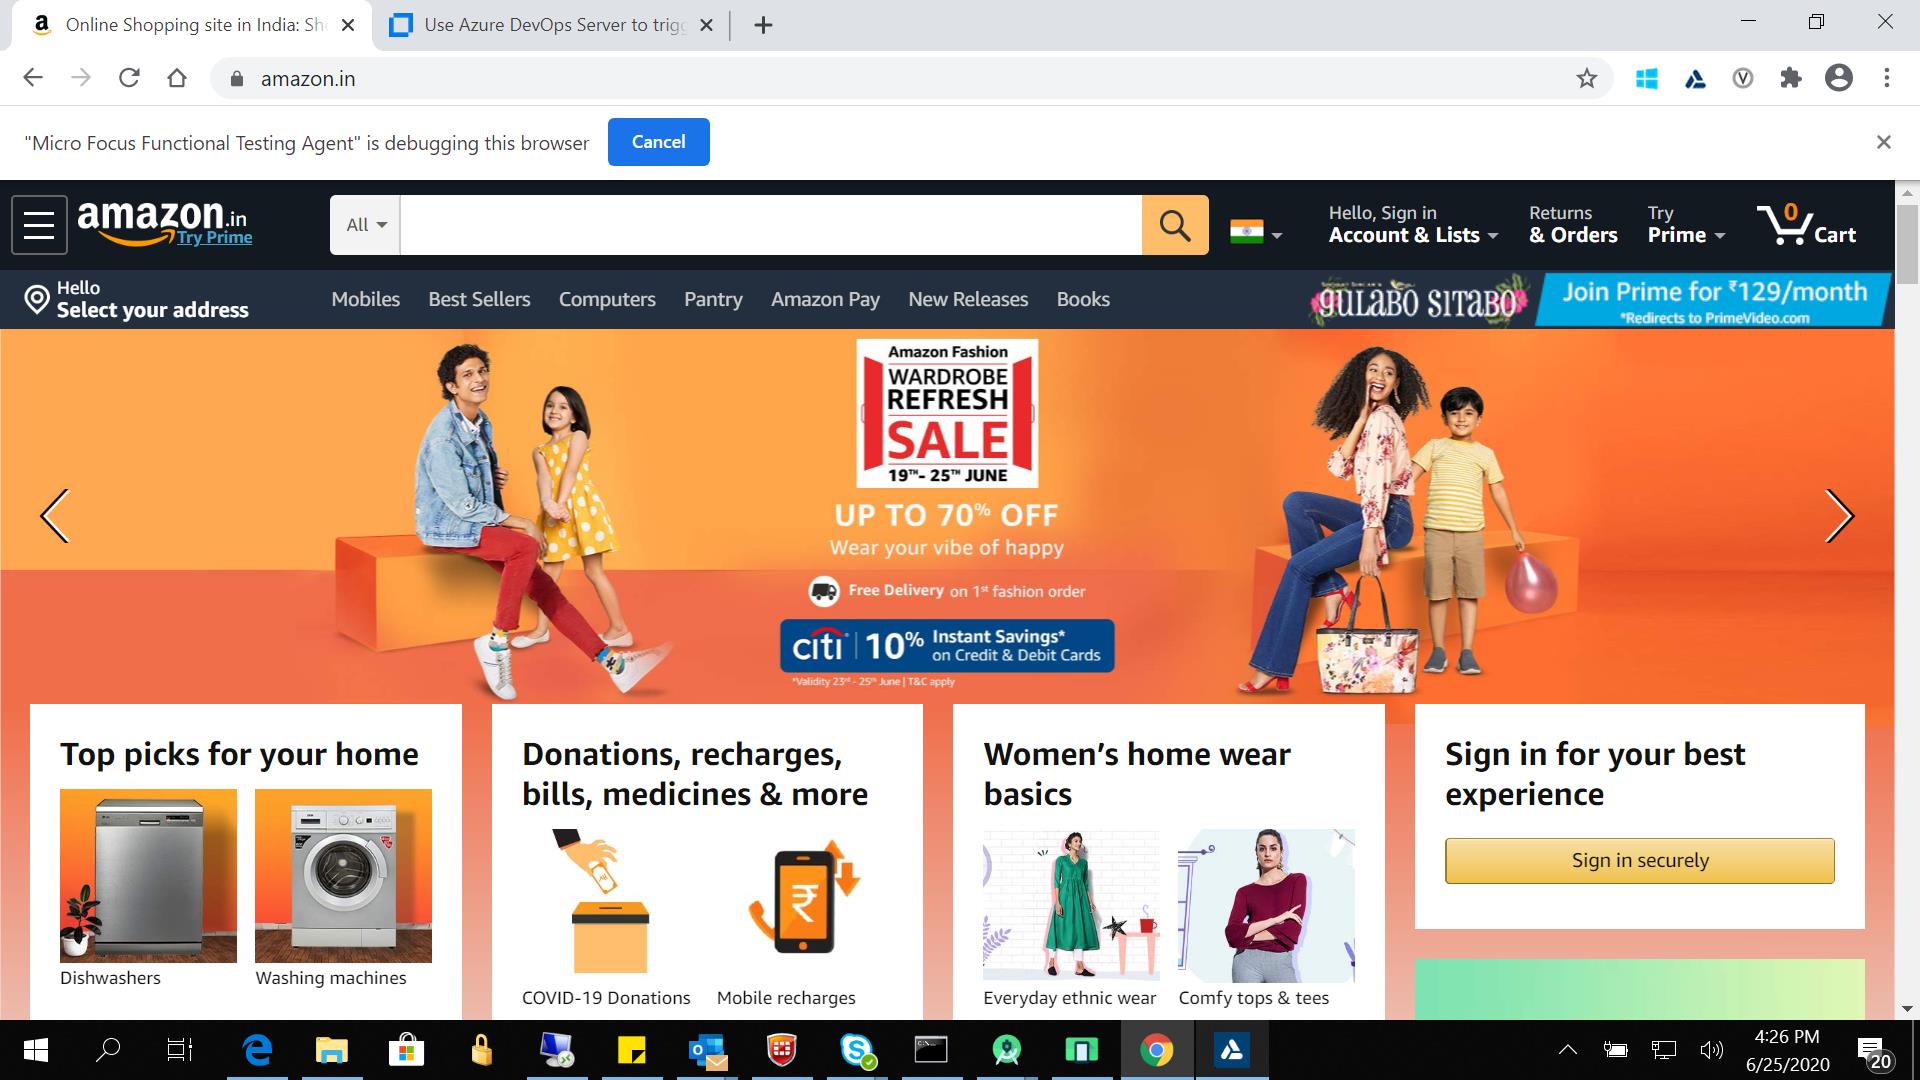 Online Shopping site in India: Sh
Use Azure DevOps Server to trigg
amazon.in
"Micro Focus Functional Testing Agent" is debugging this browser
Cancel
amazon.in
Try Prime
All
Hello, Sign in
Account & Lists
Returns
& Orders
Try
Prime
0
Cart
Hello
Select your address
Mobiles
Best Sellers
Computers
Pantry
Amazon Pay
New Releases
Books
GULABO SITABO
Join Prime for ₹129/month
*Redirects to PrimeVideo.com
Amazon Fashion
WARDROBE
REFRESH
SALE
19TH - 25TH JUNE
UP TO 70% OFF
Wear your vibe of happy
Free Delivery on 1st fashion order
citi 10% Instant Savings*
on Credit & Debit Cards
*Validity 23rd - 25th June | T&C apply
Top picks for your home
Dishwashers
Washing machines
Donations, recharges,
bills, medicines & more
COVID-19 Donations
Mobile recharges
Women's home wear
basics
Everyday ethnic wear
Comfy tops & tees
Sign in for your best
experience
Sign in securely
4:26 PM
6/25/2020
20